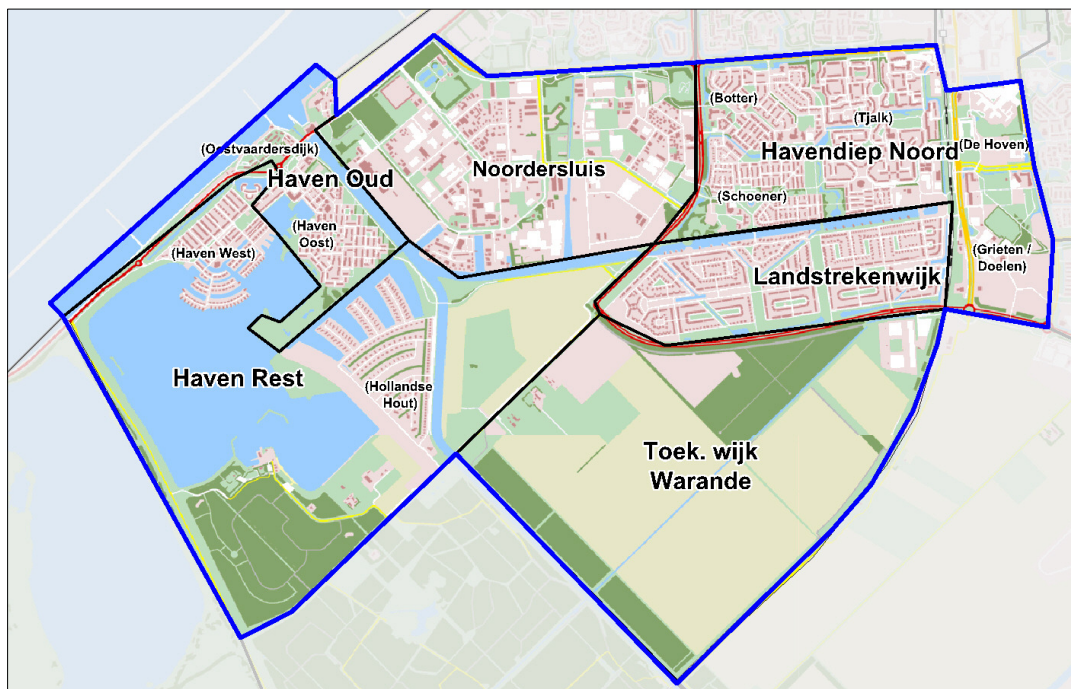 (Botter)
(Tjalk)
(Oostvaardersdijk)
Havendiep Noord
(De Hoven)
Noordersluis
Haven Oud
(Schoener)
(Haven
Oost)
(Haven West)
(Grieten /
Doelen)
Landstrekenwijk
Haven Rest
(Hollandse
Hout)
Toek. wijk
Warande